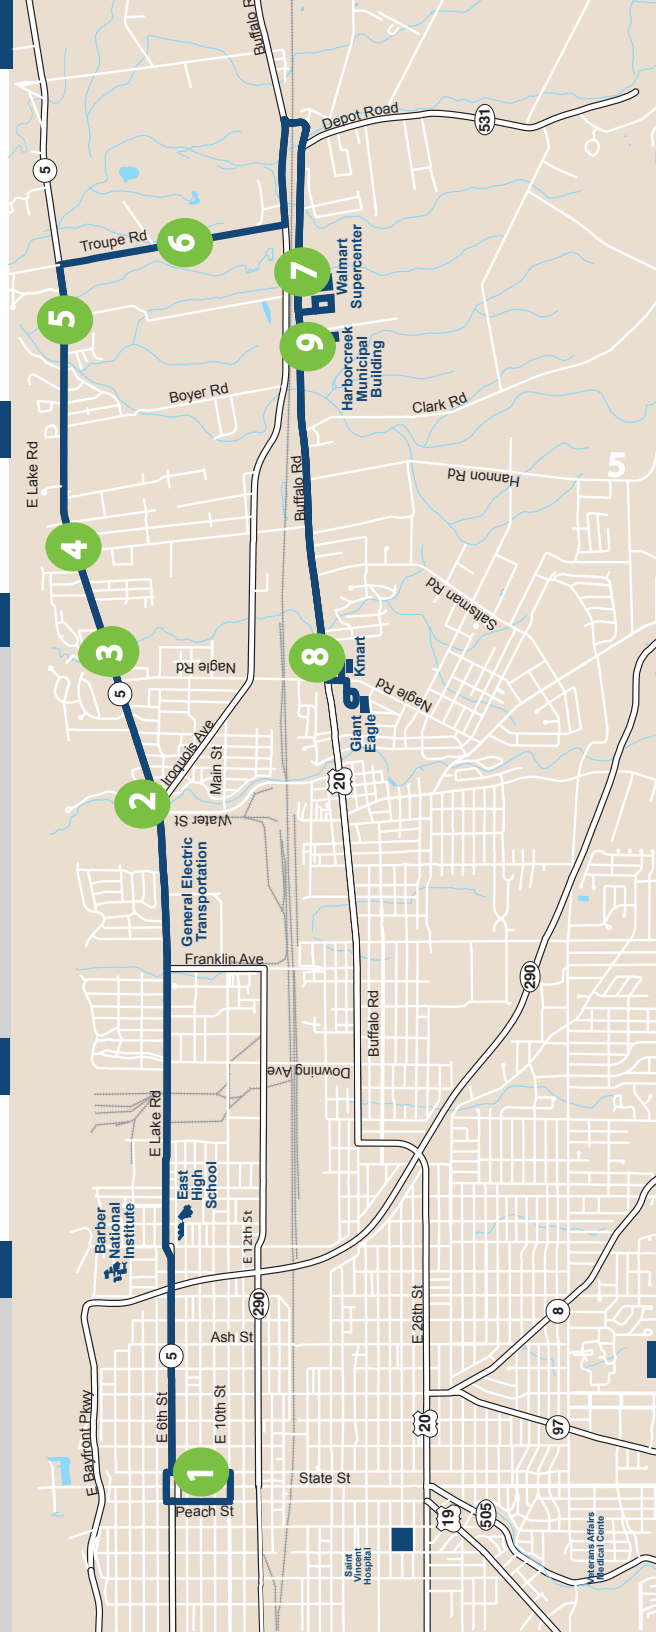 Buffalo R
Depot Road
531
5
Troupe Rd
6
7
Walmart
Supercenter
5
9
Harborcreek
Municipal
Building
Boyer Rd
Clark Rd
E Lake Rd
Buffalo Rd
Hannon Rd
5
4
Saltsman Rd
3
8
Kmart
Nagle Rd
5
Nagle Rd
Giant
Eagle
Iroquois Ave
Main St
20
2
Water St
General Electric
Transportation
Franklin Ave
290
Buffalo Rd
Downing Ave
E Lake Rd
East
High
School
Barber
National
Institute
E 12th St
290
E 26th St
8
Ash St
5
E Bayfront Pkwy
E 6th St
E 10th St
20
97
1
State St
Peach St
19
505
Saint
Vincent
Hospital
Veterans Affairs
Medical Cente